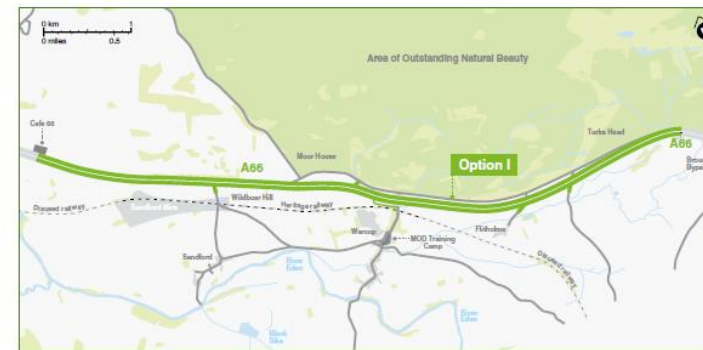 0 km 1
0 miles 0.5
Area of Outstanding Natural Beauty
Cafe 66
Moor House
Turks Head
A66
Option I
A66
Disused railway
Wildboar Hill
Heritage railway
Warcop
Flitholme
MOD Training
Camp
Sandford
Disused railway
River
Eden
River
Eden